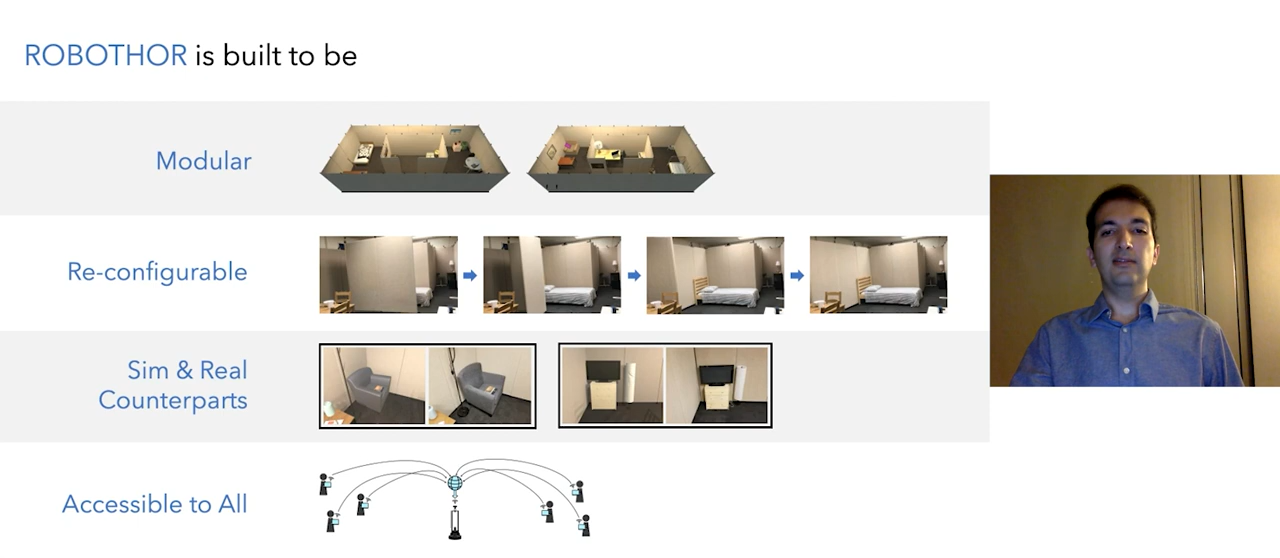 ROBOTHOR is built to be
Modular
Re-configurable
Sim & Real
Counterparts
Accessible to All